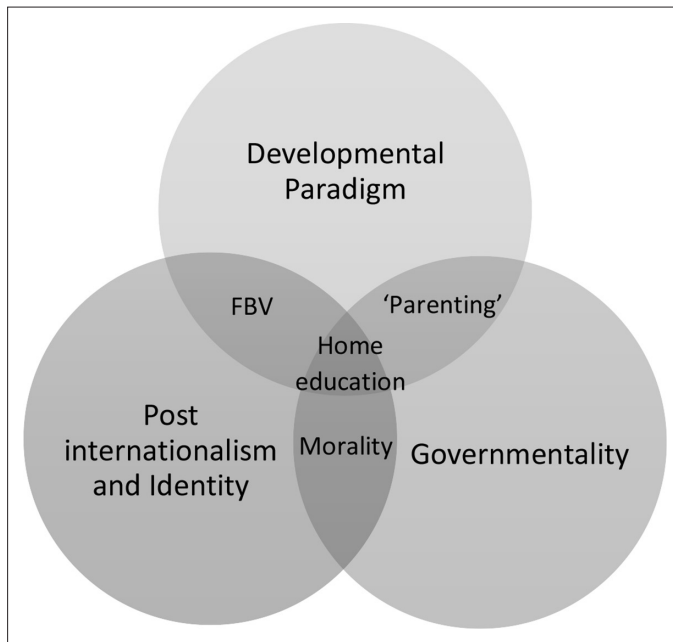 Developmental
Paradigm
FBV
‘Parenting’
Home
education
Post
internationalism
and Identity
Morality
Governmentality